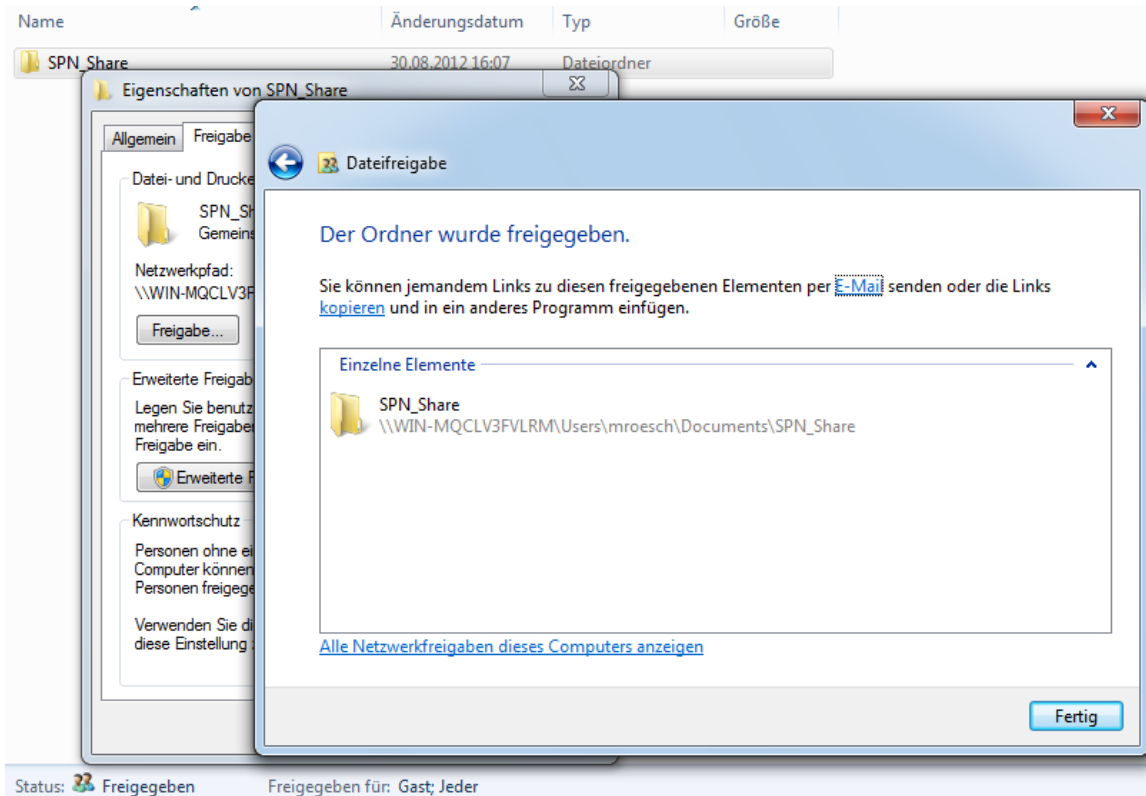 Name Änderungsdatum Typ Größe
SPN_Share 30.08.2012 16:07 Dateiordner
Eigenschaften von SPN_Share
Allgemein Freigabe
Datei- und Drucke
SPN_Sh
Gemeins
Netzwerkpfad:
\\WIN-MQCLV3F
Freigabe...
Erweiterte Freigab
Legen Sie benutz
mehrere Freigaben
Freigabe ein.
Erweiterte F
Kennwortschutz
Personen ohne ei
Computer können
Personen freigege
Verwenden Sie di
diese Einstellung
Dateifreigabe
Der Ordner wurde freigegeben.
Sie können jemandem Links zu diesen freigegebenen Elementen per E-Mail senden oder die Links
kopieren und in ein anderes Programm einfügen.
Einzelne Elemente
SPN_Share
\\WIN-MQCLV3FVLRM\Users\mroesch\Documents\SPN_Share
Alle Netzwerkfreigaben dieses Computers anzeigen
Fertig
Status: Freigegeben Freigegeben für: Gast; Jeder